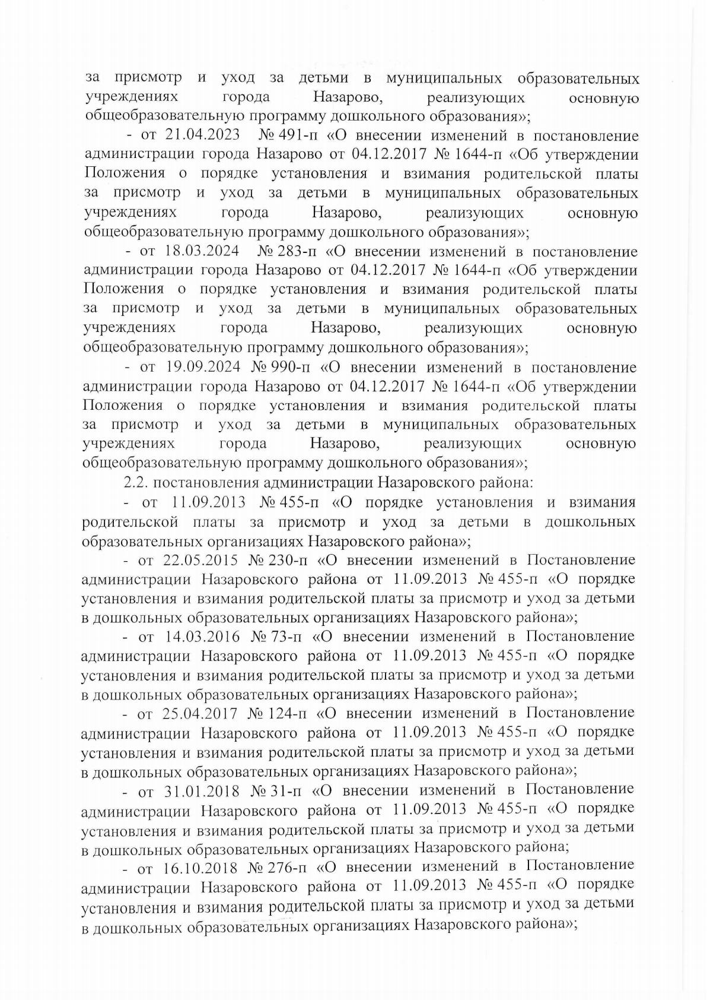 за присмотр и уход за детьми в муниципальных образовательных
учреждениях города Назарово, реализующих основную
общеобразовательную программу дошкольного образования»;
- от 21.04.2023 № 491-п «О внесении изменений в постановление
администрации города Назарово от 04.12.2017 № 1644-п «Об утверждении
Положения о порядке установления и взимания родительской платы
за присмотр и уход за детьми в муниципальных образовательных
учреждениях города Назарово, реализующих основную
общеобразовательную программу дошкольного образования»;
- от 18.03.2024 № 283-п «О внесении изменений в постановление
администрации города Назарово от 04.12.2017 № 1644-п «Об утверждении
Положения о порядке установления и взимания родительской платы
за присмотр и уход за детьми в муниципальных образовательных
учреждениях города Назарово, реализующих основную
общеобразовательную программу дошкольного образования»;
- от 19.09.2024 № 990-п «О внесении изменений в постановление
администрации города Назарово от 04.12.2017 № 1644-п «Об утверждении
Положения о порядке установления и взимания родительской платы
за присмотр и уход за детьми в муниципальных образовательных
учреждениях города Назарово, реализующих основную
общеобразовательную программу дошкольного образования»;
2.2. постановления администрации Назаровского района:
- от 11.09.2013 № 455-п «О порядке установления и взимания
родительской платы за присмотр и уход за детьми в дошкольных
образовательных организациях Назаровского района»;
- от 22.05.2015 № 230-п «О внесении изменений в Постановление
администрации Назаровского района от 11.09.2013 № 455-п «О порядке
установления и взимания родительской платы за присмотр и уход за детьми
в дошкольных образовательных организациях Назаровского района»;
- от 14.03.2016 № 73-п «О внесении изменений в Постановление
администрации Назаровского района от 11.09.2013 № 455-п «О порядке
установления и взимания родительской платы за присмотр и уход за детьми
в дошкольных образовательных организациях Назаровского района»;
- от 25.04.2017 № 124-п «О внесении изменений в Постановление
администрации Назаровского района от 11.09.2013 № 455-п «О порядке
установления и взимания родительской платы за присмотр и уход за детьми
в дошкольных образовательных организациях Назаровского района»;
- от 31.01.2018 № 31-п «О внесении изменений в Постановление
администрации Назаровского района от 11.09.2013 № 455-п «О порядке
установления и взимания родительской платы за присмотр и уход за детьми
в дошкольных образовательных организациях Назаровского района;
- от 16.10.2018 № 276-п «О внесении изменений в Постановление
администрации Назаровского района от 11.09.2013 № 455-п «О порядке
установления и взимания родительской платы за присмотр и уход за детьми
в дошкольных образовательных организациях Назаровского района»;